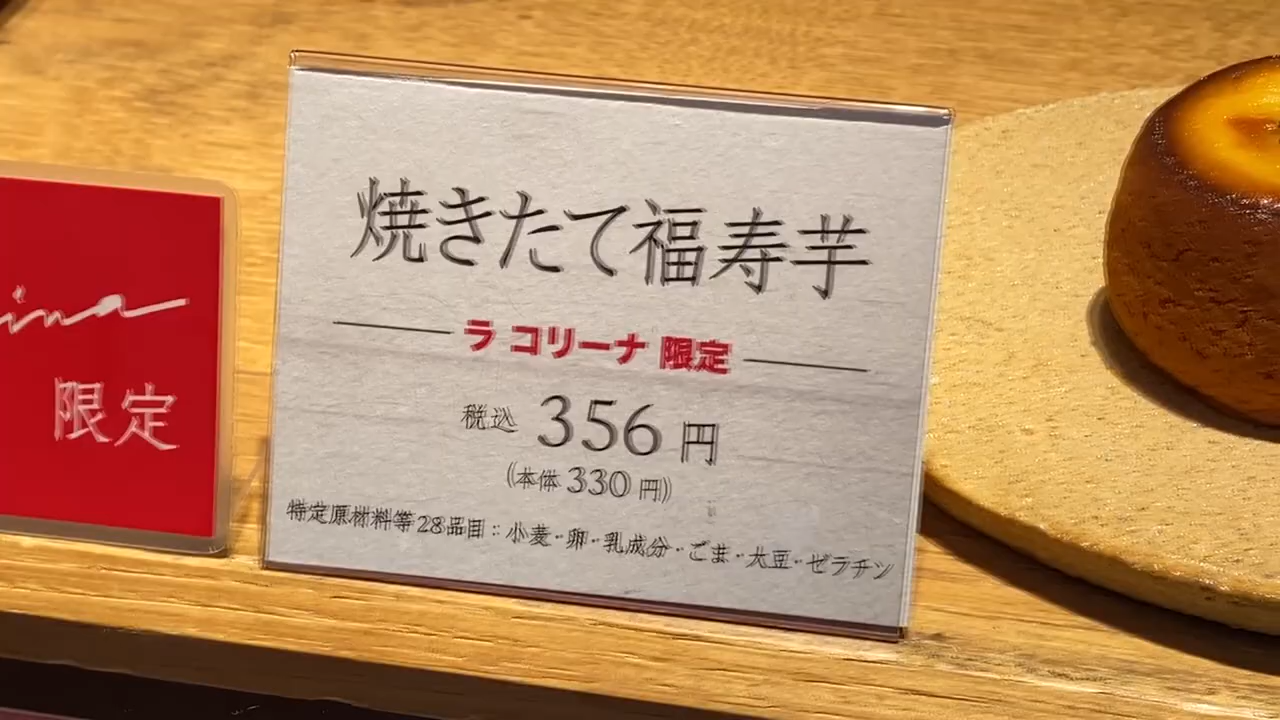 焼きたて福寿芋
ラ コリーナ 限定
税込 356 円
(本体 330 円)
特定原材料等28品目：小麦・卵・乳成分・ごま・大豆・ゼラチン
ina
限定